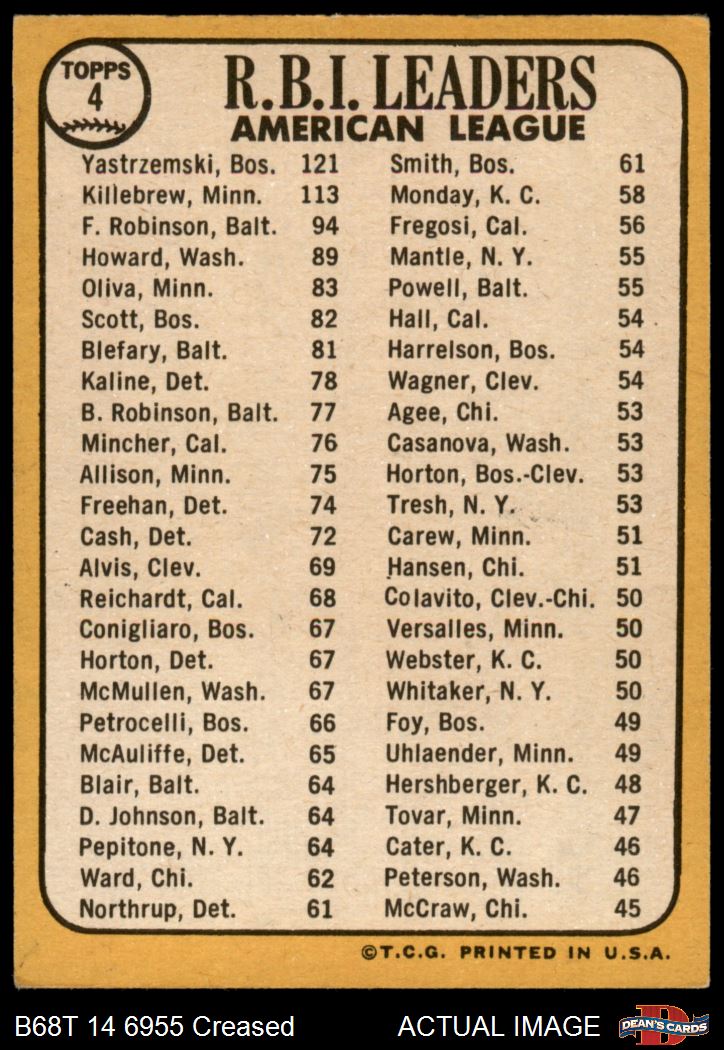 TOPPS
4
R.B.I. LEADERS
AMERICAN LEAGUE
Yastrzemski, Bos. 121
Killebrew, Minn. 113
F. Robinson, Balt. 94
Howard, Wash. 89
Oliva, Minn. 83
Scott, Bos. 82
Blefary, Balt. 81
Kaline, Det. 78
B. Robinson, Balt. 77
Mincher, Cal. 76
Allison, Minn. 75
Freehan, Det. 74
Cash, Det. 72
Alvis, Clev. 69
Reichardt, Cal. 68
Conigliaro, Bos. 67
Horton, Det. 67
McMullen, Wash. 67
Petrocelli, Bos. 66
McAuliffe, Det. 65
Blair, Balt. 64
D. Johnson, Balt. 64
Pepitone, N. Y. 64
Ward, Chi. 62
Northrup, Det. 61
Smith, Bos. 61
Monday, K. C. 58
Fregosi, Cal. 56
Mantle, N. Y. 55
Powell, Balt. 55
Hall, Cal. 54
Harrelson, Bos. 54
Wagner, Clev. 54
Agee, Chi. 53
Casanova, Wash. 53
Horton, Bos.-Clev. 53
Tresh, N. Y. 53
Carew, Minn. 51
Hansen, Chi. 51
Colavito, Clev.-Chi. 50
Versalles, Minn. 50
Webster, K. C. 50
Whitaker, N. Y. 50
Foy, Bos. 49
Uhlaender, Minn. 49
Hershberger, K. C. 48
Tovar, Minn. 47
Cater, K. C. 46
Peterson, Wash. 46
McCraw, Chi. 45
©T.C.G. PRINTED IN U.S.A.
B68T 14 6955 Creased
ACTUAL IMAGE
DEAN'S CARDS